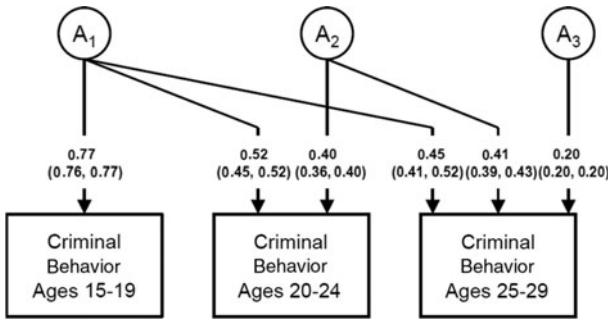 A1 A2 A3
0.77 0.52 0.40 0.45 0.41 0.20
(0.76, 0.77) (0.45, 0.52) (0.36, 0.40) (0.41, 0.52) (0.39, 0.43) (0.20, 0.20)
Criminal
Behavior
Ages 15-19
Criminal
Behavior
Ages 20-24
Criminal
Behavior
Ages 25-29